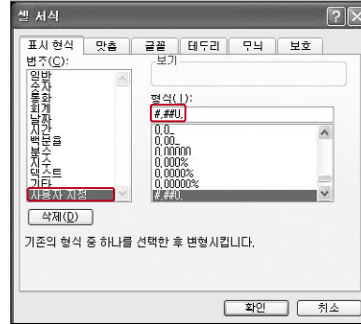 셀 서식
표시 형식 맞춤 글꼴 테두리 무늬 보호
범주(C):
일반
숫자
통화
회계
날짜
시간
백분율
분수
지수
텍스트
기타
사용자 지정
보기
형식(T):
#,##0,
0.0_
0.00_
0.00000
0.000%
0.0000%
0.00000%
#,##0,
삭제(D)
기존의 형식 중 하나를 선택한 후 변형시킵니다.
확인 취소